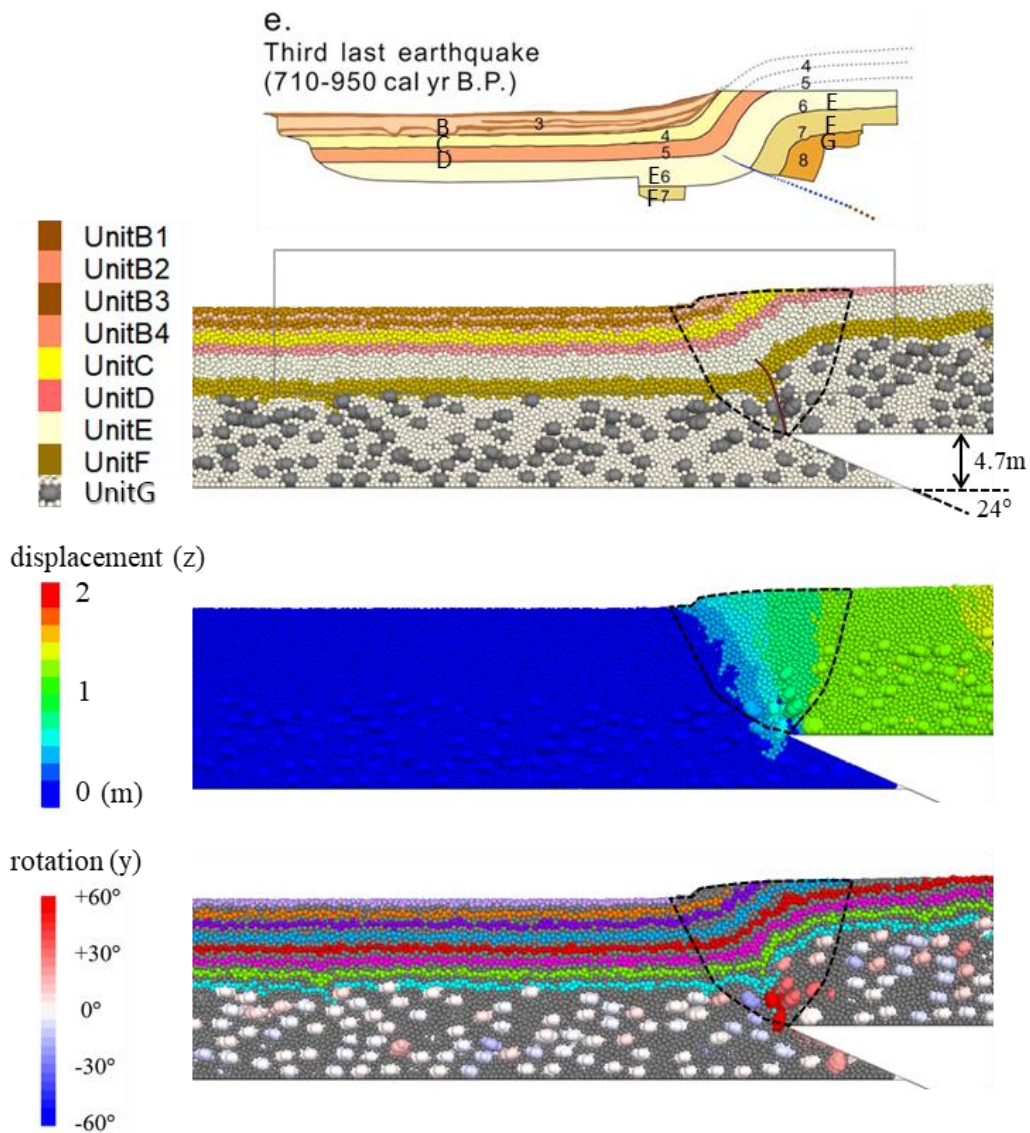 e.
Third last earthquake
(710-950 cal yr B.P.)
4
5
6 E
B 3
4 7 F
C G
5 8
D
E6
F7
UnitB1
UnitB2
UnitB3
UnitB4
UnitC
UnitD
UnitE
UnitF
UnitG
4.7m
24°
displacement (z)
2
1
0 (m)
rotation (y)
+60°
+30°
0°
-30°
-60°